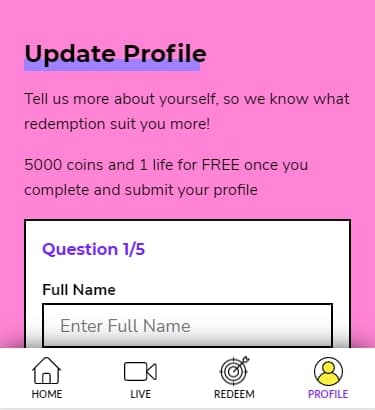 Update Profile
Tell us more about yourself, so we know what
redemption suit you more!
5000 coins and 1 life for FREE once you
complete and submit your profile
Question 1/5
Full Name
Enter Full Name
HOME
LIVE
REDEEM
PROFILE